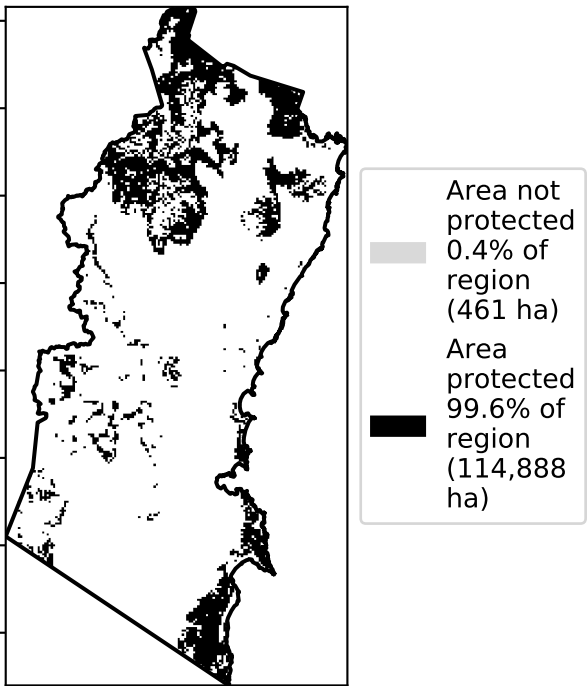 Area not
protected
0.4% of
region
(461 ha)
Area
protected
99.6% of
region
(114,888
ha)